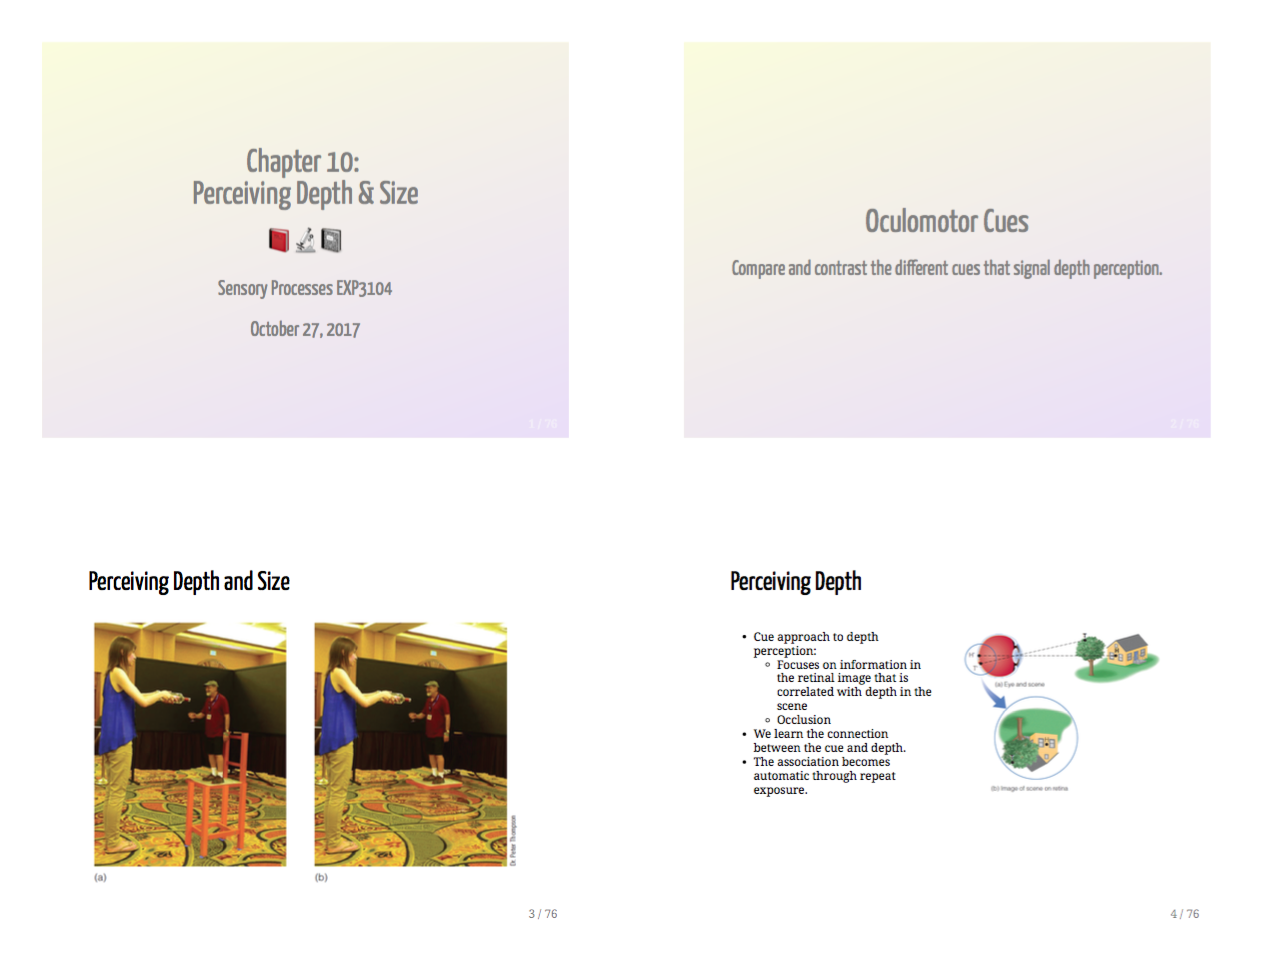 Chapter 10:
Perceiving Depth & Size
Sensory Processes EXP3104
October 27, 2017
1 / 76
Oculomotor Cues
Compare and contrast the different cues that signal depth perception.
2 / 76
Perceiving Depth and Size
Dr. Peter Thompson
(a)
(b)
3 / 76
Perceiving Depth
• Cue approach to depth
perception:
◦ Focuses on information in
the retinal image that is
correlated with depth in the
scene
◦ Occlusion
• We learn the connection
between the cue and depth.
• The association becomes
automatic through repeat
exposure.
H'
T'
T
H
(a) Eye and scene
(b) Image of scene on retina
4 / 76